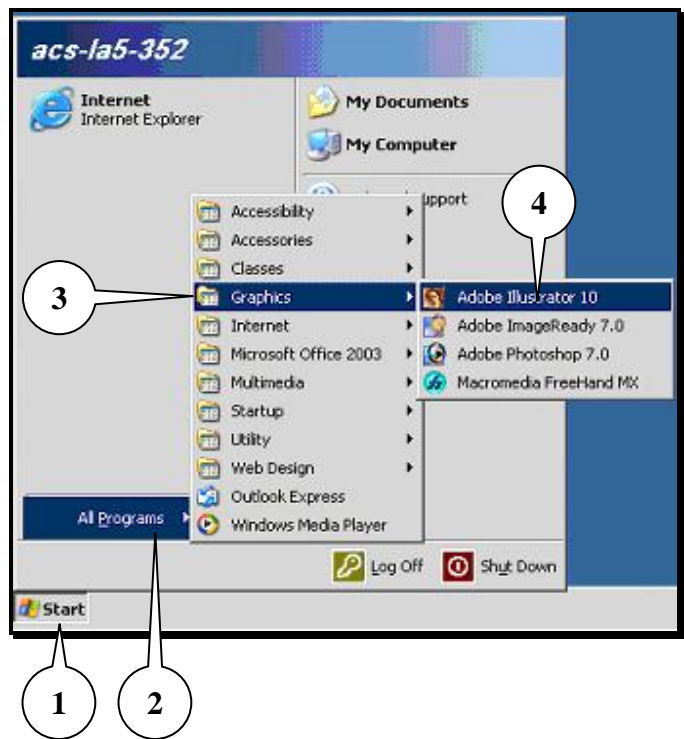 acs-la5-352
Internet
Internet Explorer
My Documents
My Computer
upport
Accessibility
Accessories
Classes
Graphics
Internet
Microsoft Office 2003
Multimedia
Startup
Utility
Web Design
Outlook Express
Windows Media Player
Adobe Illustrator 10
Adobe ImageReady 7.0
Adobe Photoshop 7.0
Macromedia FreeHand MX
All Programs
Log Off
Shut Down
Start
1
2
3
4